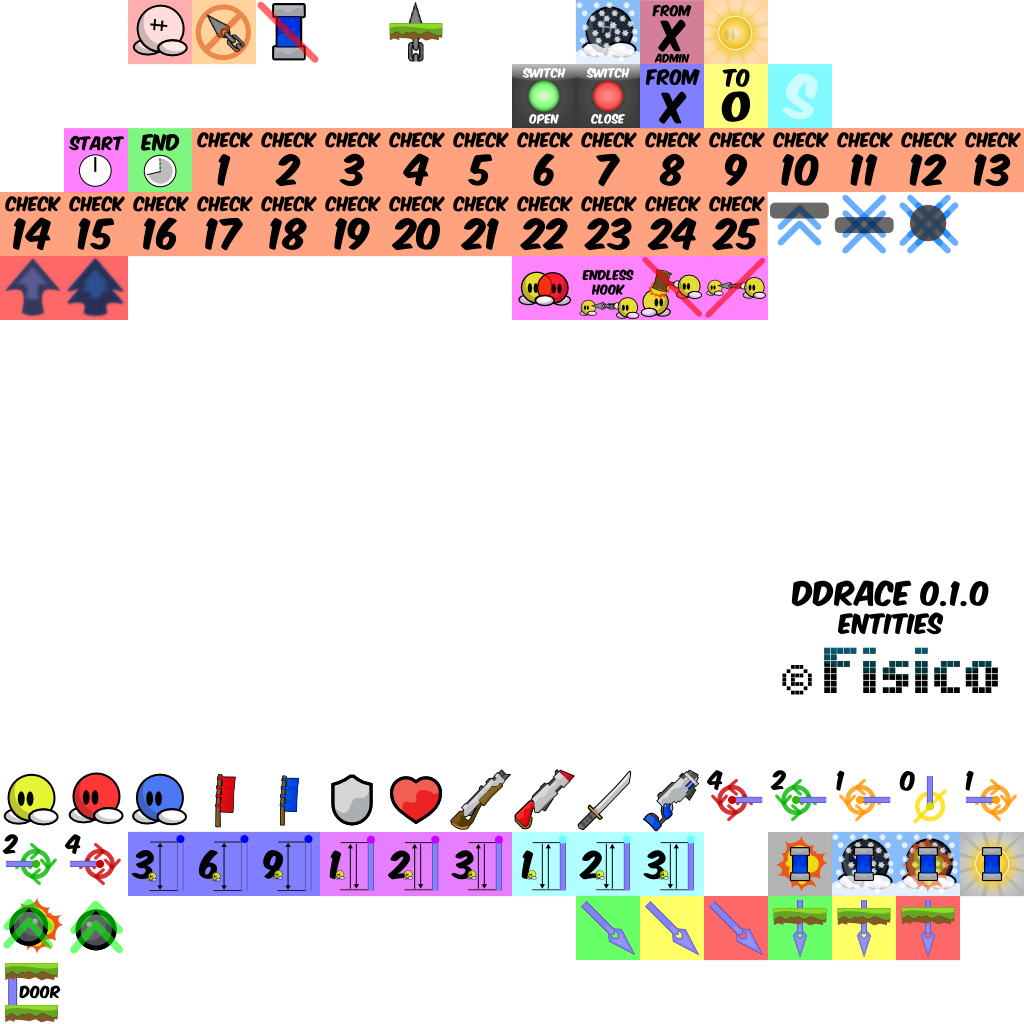 FROM
X
ADMIN
SWITCH
OPEN
SWITCH
CLOSE
FROM
X
TO
O
S
START
END
CHECK CHECK CHECK CHECK CHECK CHECK CHECK CHECK CHECK CHECK CHECK CHECK CHECK
1 2 3 4 5 6 7 8 9 10 11 12 13
CHECK CHECK CHECK CHECK CHECK CHECK CHECK CHECK CHECK CHECK CHECK CHECK
14 15 16 17 18 19 20 21 22 23 24 25
ENDLESS
HOOK
DDRACE 0.1.0
ENTITIES
© Fisico
4 2 1 0 1
2 4 3 6 9 1 2 3 1 2 3
DOOR